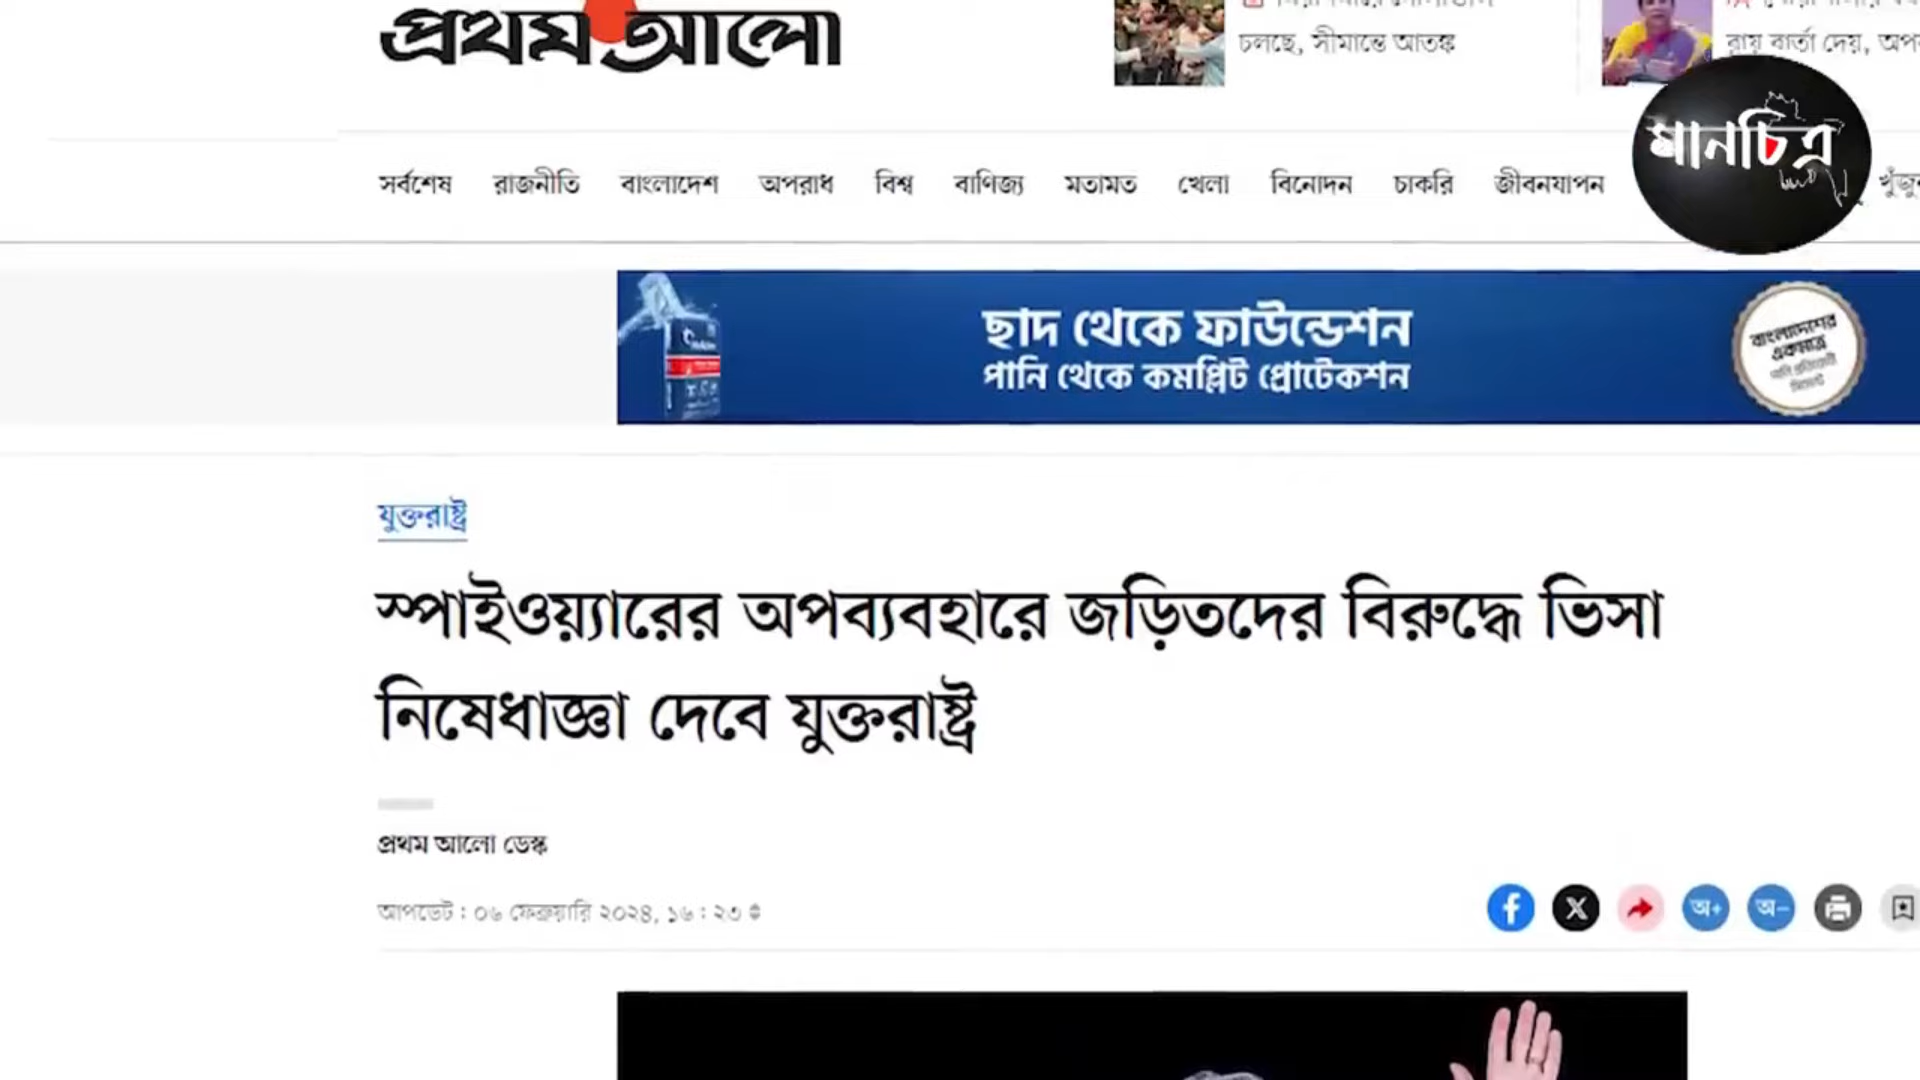 প্রথম আলো
চলছে, সীমান্তে আতঙ্ক
রায় বার্তা দেয়,
মানচিত্র
সর্বশেষ রাজনীতি বাংলাদেশ অপরাধ বিশ্ব বাণিজ্য মতামত খেলা বিনোদন চাকরি জীবনযাপন
ছাদ থেকে ফাউন্ডেশন
পানি থেকে কমপ্লিট প্রোটেকশন
বাংলাদেশের
একমাত্র
যুক্তরাষ্ট্র
স্পাইওয়্যারের অপব্যবহারে জড়িতদের বিরুদ্ধে ভিসা
নিষেধাজ্ঞা দেবে যুক্তরাষ্ট্র
প্রথম আলো ডেস্ক
আপডেট : ০৬ ফেব্রুয়ারি ২০২৪, ১৬ : ২৩
অ+ অ-